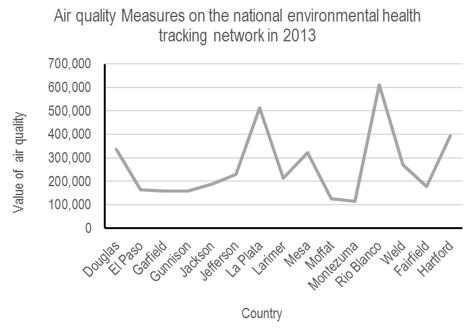 Air quality Measures on the national environmental health
tracking network in 2013
700,000
600,000
500,000
400,000
300,000
200,000
100,000
0
Value of air quality
Douglas
El Paso
Garfield
Gunnison
Jackson
Jefferson
La Plata
Larimer
Mesa
Moffat
Montezuma
Rio Blanco
Weld
Fairfield
Hartford
Country